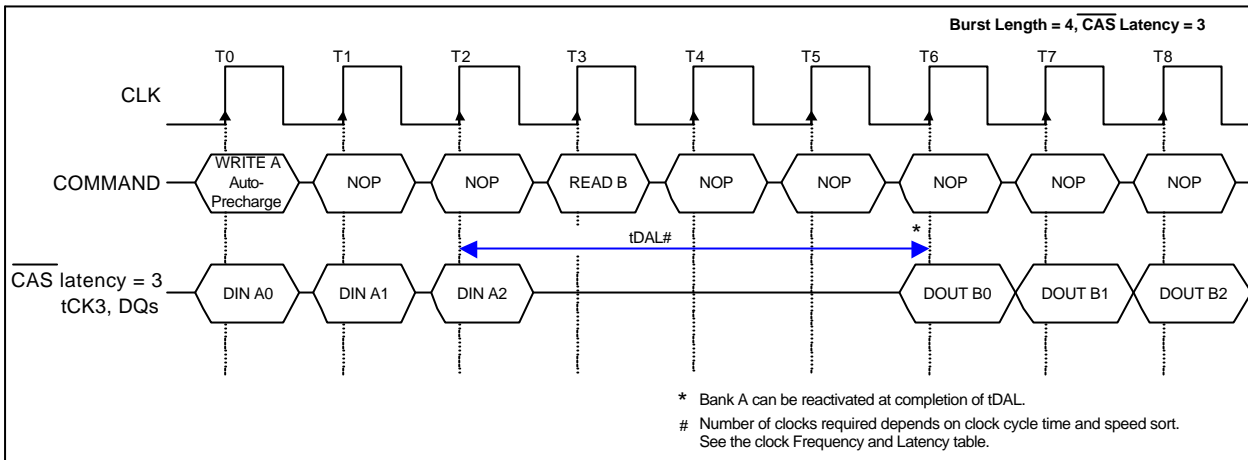 Burst Length = 4, CAS Latency = 3
T0 T1 T2 T3 T4 T5 T6 T7 T8
CLK
COMMAND
WRITE A
Auto-
Precharge
NOP NOP READ B NOP NOP NOP NOP NOP
tDAL# *
CAS latency = 3
tCK3, DQs
DIN A0 DIN A1 DIN A2 DOUT B0 DOUT B1 DOUT B2
* Bank A can be reactivated at completion of tDAL.
# Number of clocks required depends on clock cycle time and speed sort.
See the clock Frequency and Latency table.